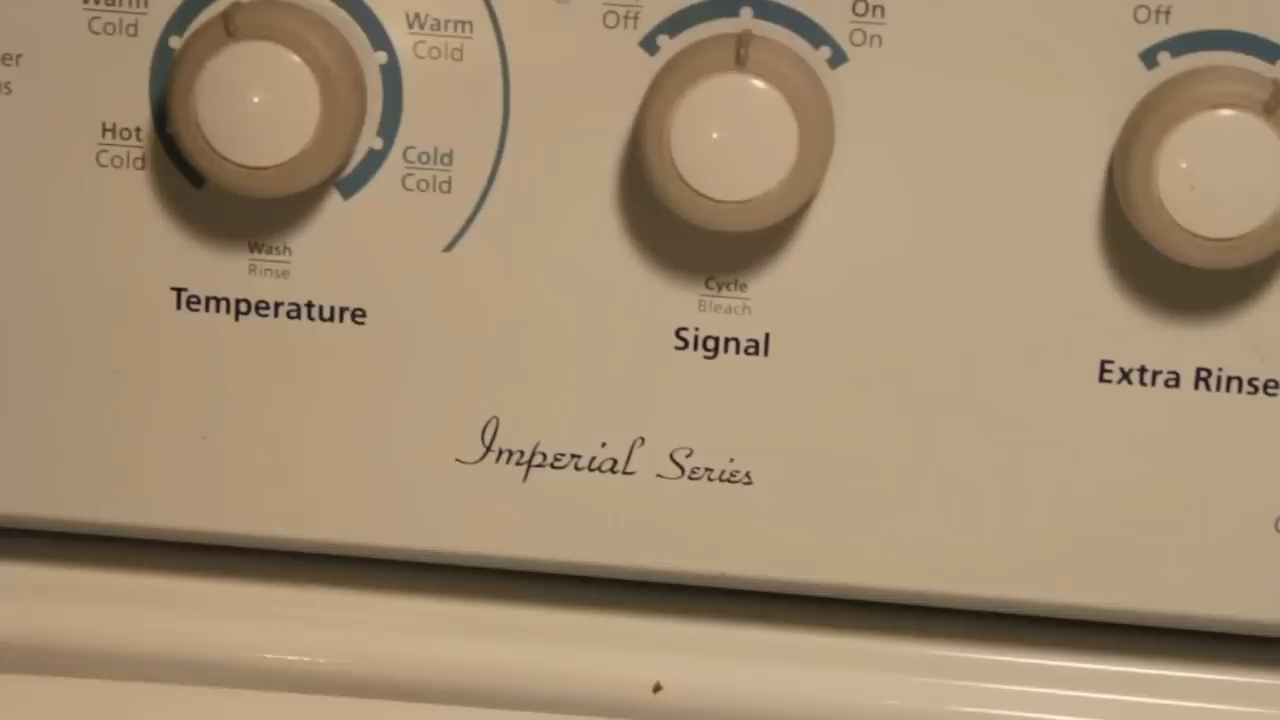 Warm
Cold
Warm
Cold
Hot
Cold
Cold
Cold
Wash
Rinse
Temperature
Off
On
On
Cycle
Bleach
Signal
Off
Extra Rinse
Imperial Series